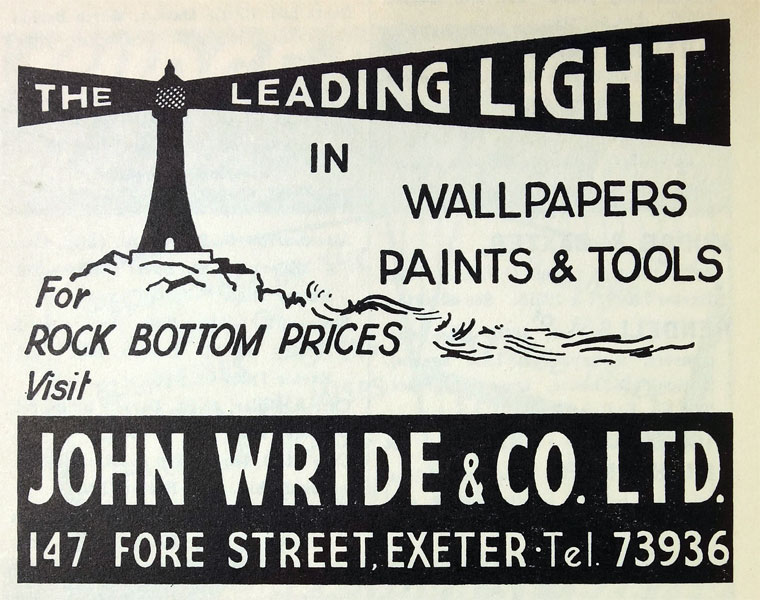 THE LEADING LIGHT
IN
WALLPAPERS
PAINTS & TOOLS
For
ROCK BOTTOM PRICES
Visit
JOHN WRIDE & CO. LTD.
147 FORE STREET, EXETER · Tel. 73936